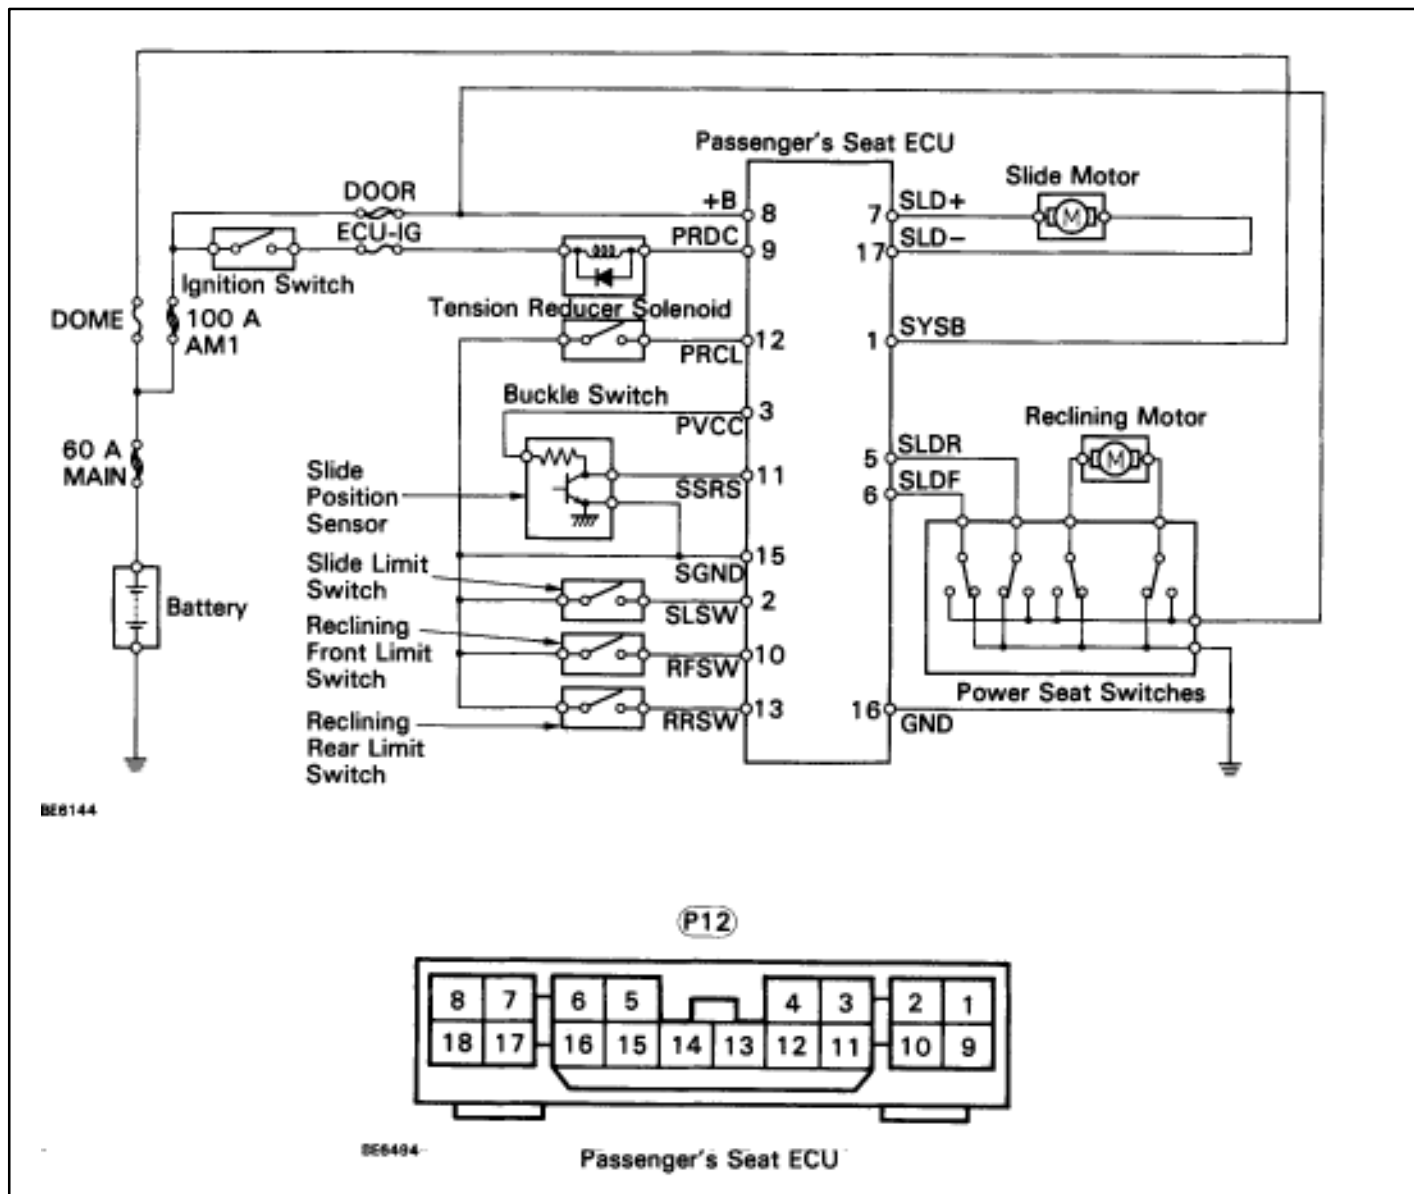 Passenger's Seat ECU
DOOR
+B
8
7
SLD+
Slide Motor
M
ECU-IG
PRDC
9
17
SLD−
Ignition Switch
DOME
100 A
AM1
Tension Reducer Solenoid
12
PRCL
1
SYSB
Buckle Switch
3
PVCC
Reclining Motor
M
60 A
MAIN
Slide
Position
Sensor
11
SSRS
5
SLDR
6
SLDF
15
SGND
Slide Limit
Switch
2
SLSW
Battery
Reclining
Front Limit
Switch
10
RFSW
Power Seat Switches
13
RRSW
16
GND
Reclining
Rear Limit
Switch
BE6144
P12
8 7 6 5 4 3 2 1
18 17 16 15 14 13 12 11 10 9
BE6494
Passenger's Seat ECU